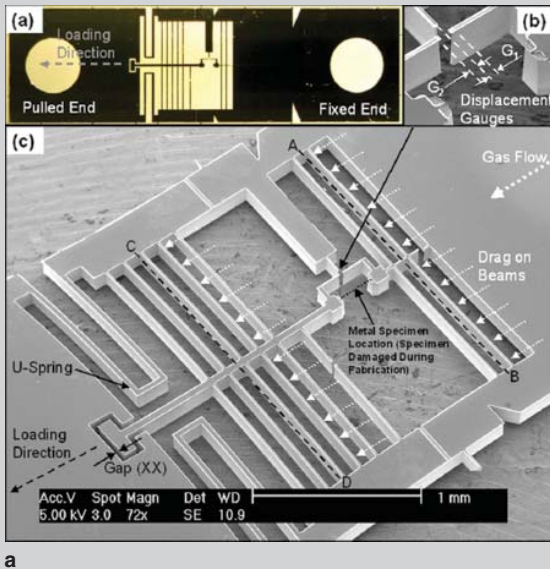 (a)
Loading
Direction
Pulled End
Fixed End
(b)
G1
G2
Displacement
Gauges
(c)
A
Gas Flow
C
Drag on
Beams
Metal Specimen
Location (Specimen
Damaged During
Fabrication)
U-Spring
B
Loading
Direction
Gap (XX)
D
Acc.V Spot Magn Det WD
5.00 kV 3.0 72x SE 10.9
1 mm
a